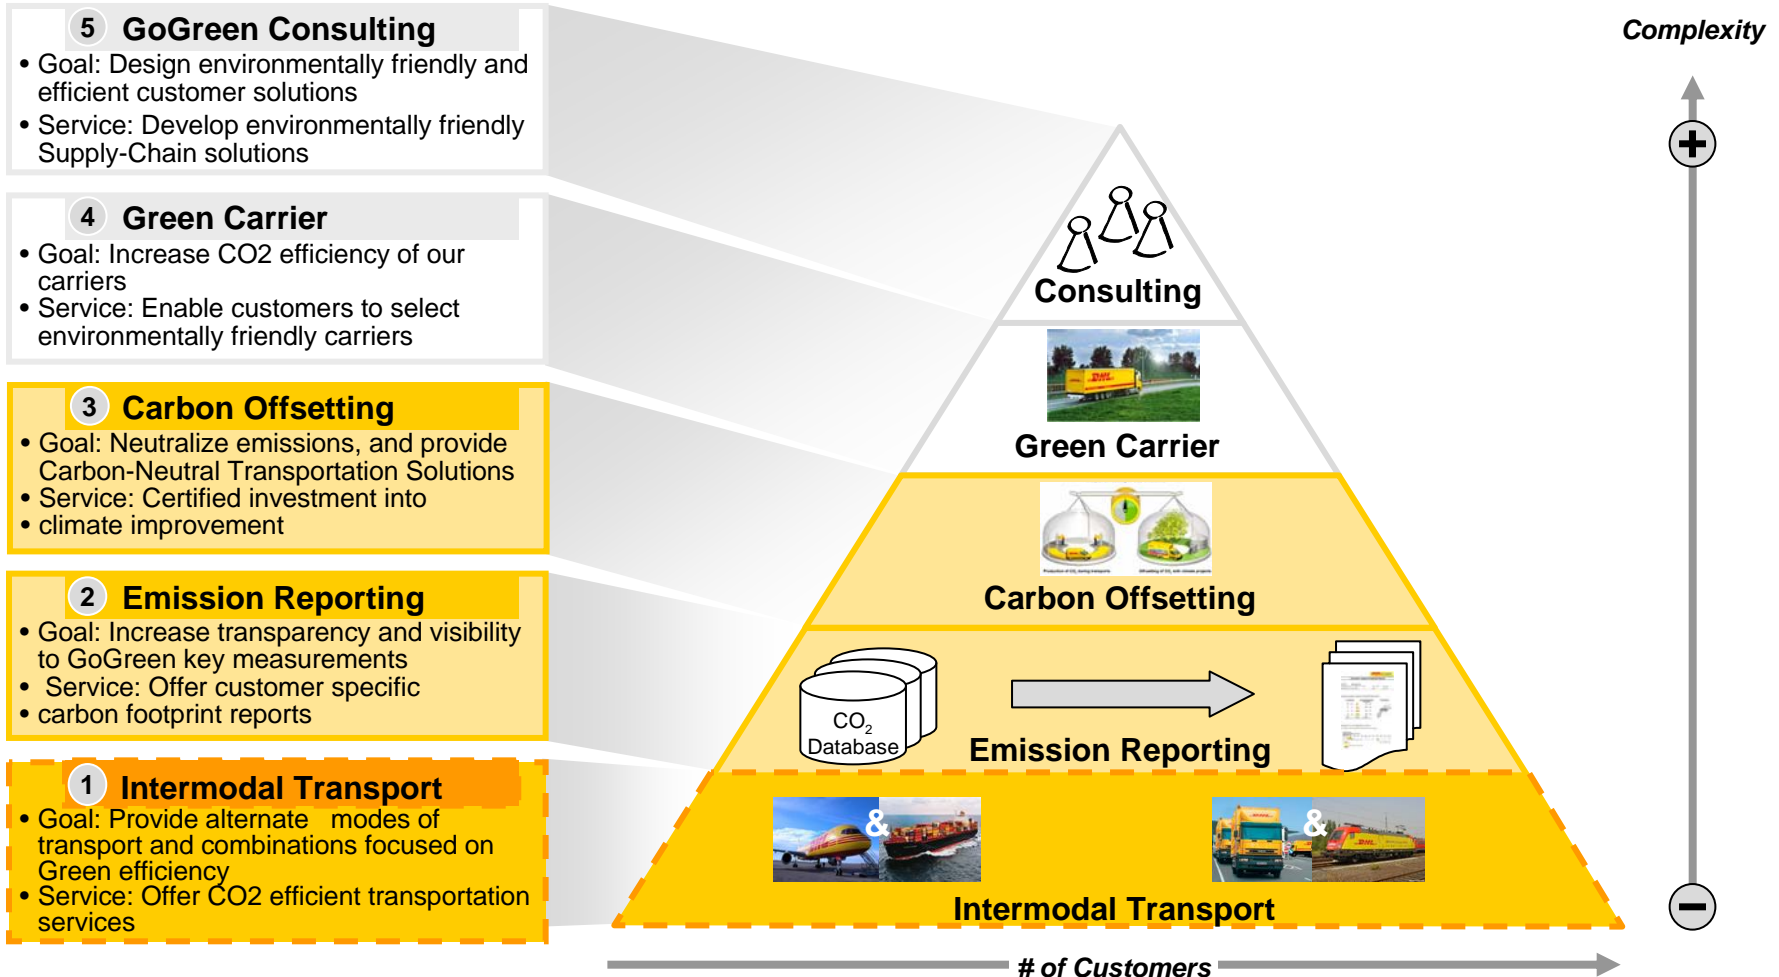 5 GoGreen Consulting
• Goal: Design environmentally friendly and
efficient customer solutions
• Service: Develop environmentally friendly
Supply-Chain solutions
4 Green Carrier
• Goal: Increase CO2 efficiency of our
carriers
• Service: Enable customers to select
environmentally friendly carriers
3 Carbon Offsetting
• Goal: Neutralize emissions, and provide
Carbon-Neutral Transportation Solutions
• Service: Certified investment into
• climate improvement
2 Emission Reporting
• Goal: Increase transparency and visibility
to GoGreen key measurements
• Service: Offer customer specific
• carbon footprint reports
1 Intermodal Transport
• Goal: Provide alternate modes of
transport and combinations focused on
Green efficiency
• Service: Offer CO2 efficient transportation
services
Complexity
+
Consulting
DHL
Green Carrier
Carbon Offsetting
CO2
Database
Emission Reporting
& &
DHL
Intermodal Transport
−
# of Customers